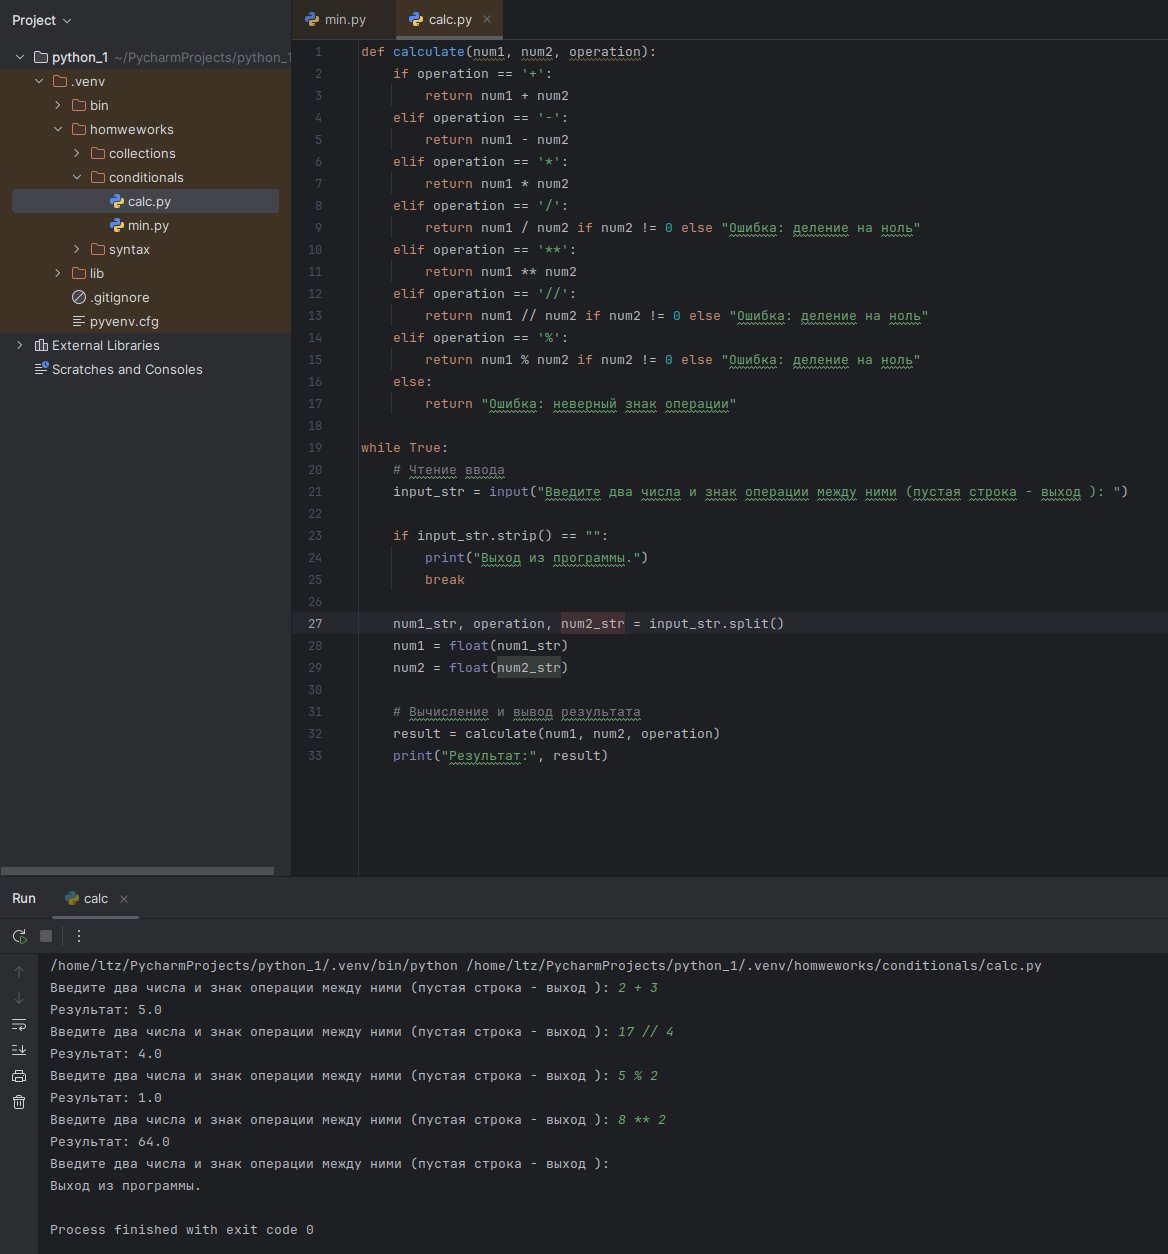 Project
python_1 ~/PycharmProjects/python_1
.venv
bin
homweworks
collections
conditionals
calc.py
min.py
syntax
lib
.gitignore
pyvenv.cfg
External Libraries
Scratches and Consoles
min.py calc.py
1 def calculate(num1, num2, operation):
2 if operation == '+':
3 return num1 + num2
4 elif operation == '-':
5 return num1 - num2
6 elif operation == '*':
7 return num1 * num2
8 elif operation == '/':
9 return num1 / num2 if num2 != 0 else "Ошибка: деление на ноль"
10 elif operation == '**':
11 return num1 ** num2
12 elif operation == '//':
13 return num1 // num2 if num2 != 0 else "Ошибка: деление на ноль"
14 elif operation == '%':
15 return num1 % num2 if num2 != 0 else "Ошибка: деление на ноль"
16 else:
17 return "Ошибка: неверный знак операции"
18
19 while True:
20 # Чтение ввода
21 input_str = input("Введите два числа и знак операции между ними (пустая строка - выход ): ")
22
23 if input_str.strip() == "":
24 print("Выход из программы.")
25 break
26
27 num1_str, operation, num2_str = input_str.split()
28 num1 = float(num1_str)
29 num2 = float(num2_str)
30
31 # Вычисление и вывод результата
32 result = calculate(num1, num2, operation)
33 print("Результат:", result)
Run calc
/home/ltz/PycharmProjects/python_1/.venv/bin/python /home/ltz/PycharmProjects/python_1/.venv/homweworks/conditionals/calc.py
Введите два числа и знак операции между ними (пустая строка - выход ): 2 + 3
Результат: 5.0
Введите два числа и знак операции между ними (пустая строка - выход ): 17 // 4
Результат: 4.0
Введите два числа и знак операции между ними (пустая строка - выход ): 5 % 2
Результат: 1.0
Введите два числа и знак операции между ними (пустая строка - выход ): 8 ** 2
Результат: 64.0
Введите два числа и знак операции между ними (пустая строка - выход ):
Выход из программы.
Process finished with exit code 0